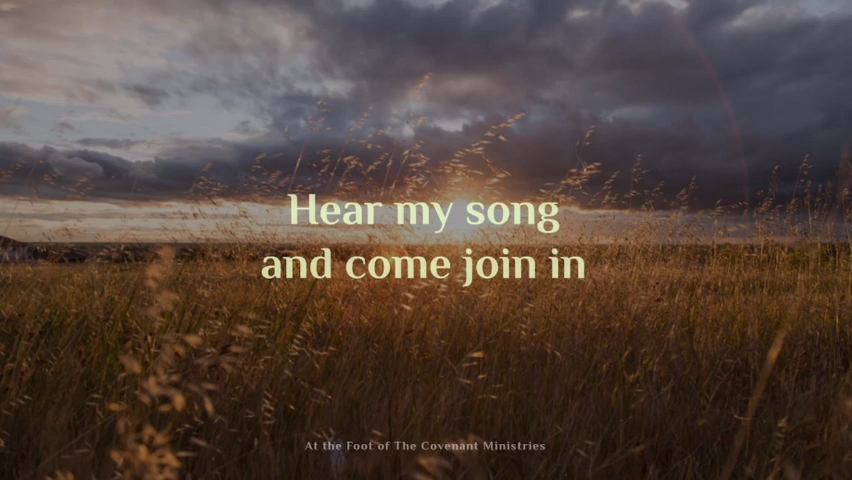 Hear my song
and come join in
At the Foot of The Covenant Ministries